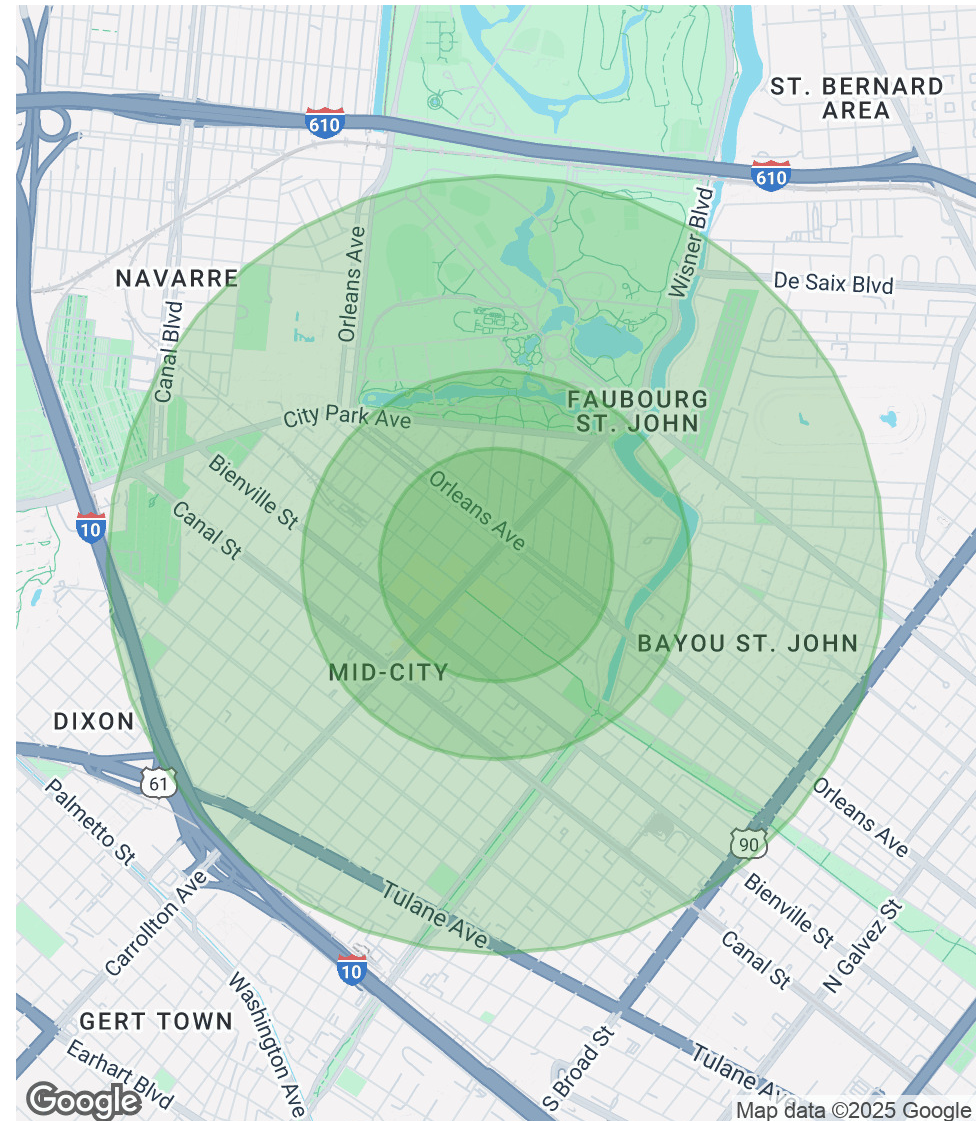 ST. BERNARD
AREA
610
610
Wisner Blvd
De Saix Blvd
NAVARRE
Orleans Ave
Canal Blvd
FAUBOURG
ST. JOHN
City Park Ave
Bienville St
Orleans Ave
Canal St
10
BAYOU ST. JOHN
MID-CITY
DIXON
61
Palmetto St
Orleans Ave
90
Carrollton Ave
Tulane Ave
Bienville St
N Galvez St
Canal St
10
Washington Ave
GERT TOWN
S Broad St
Tulane Ave
Earhart Blvd
Google
Map data ©2025 Google